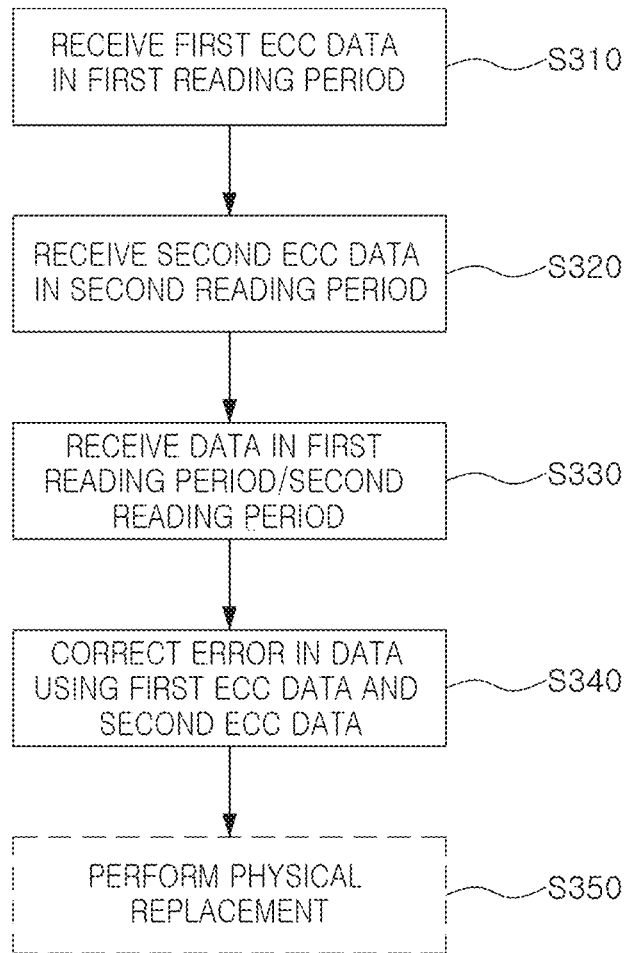 RECEIVE FIRST ECC DATA
IN FIRST READING PERIOD
S310
RECEIVE SECOND ECC DATA
IN SECOND READING PERIOD
S320
RECEIVE DATA IN FIRST
READING PERIOD/SECOND
READING PERIOD
S330
CORRECT ERROR IN DATA
USING FIRST ECC DATA AND
SECOND ECC DATA
S340
PERFORM PHYSICAL
REPLACEMENT
S350